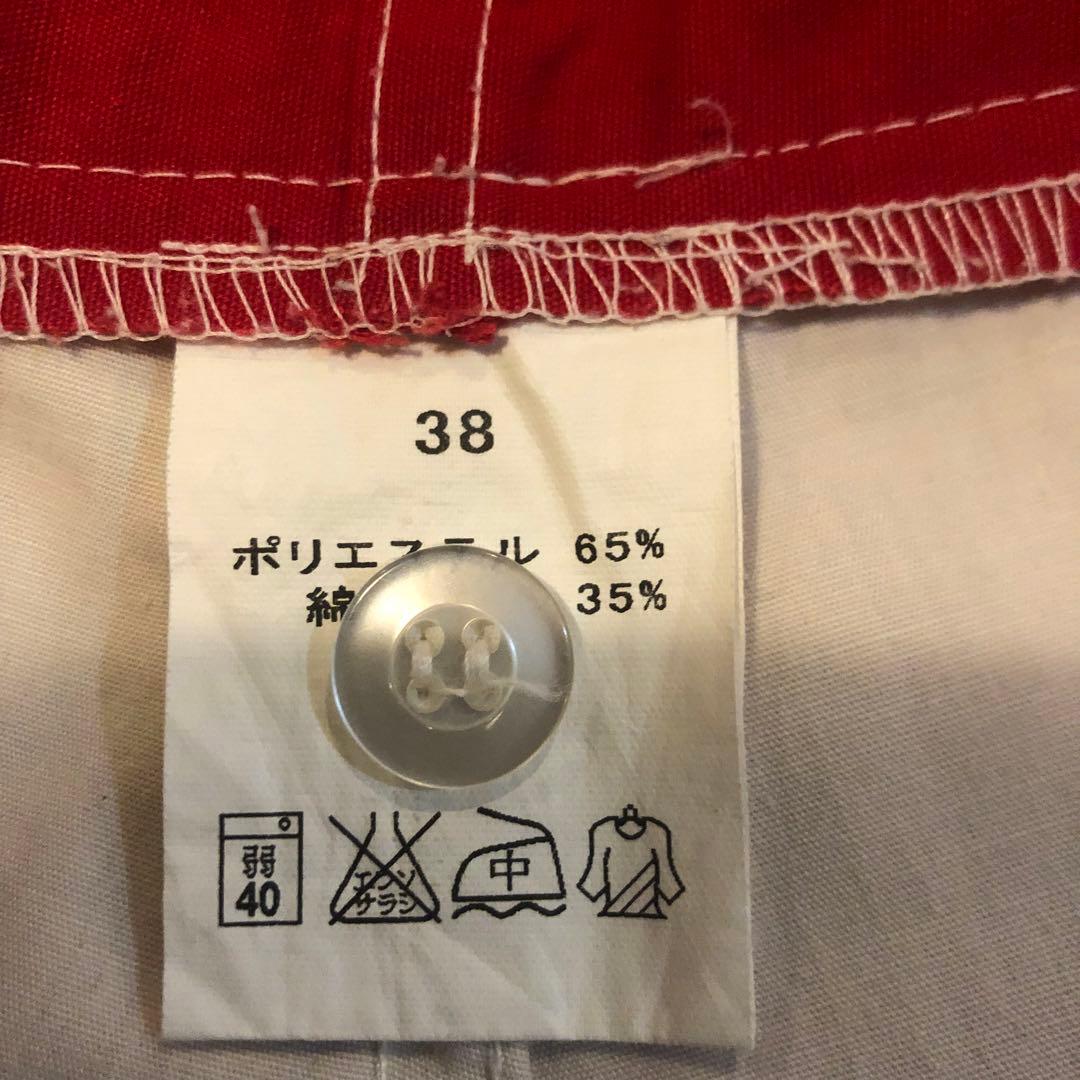 38
ポリエステル 65%
綿 35%
弱
40
エンソ
サラシ
中